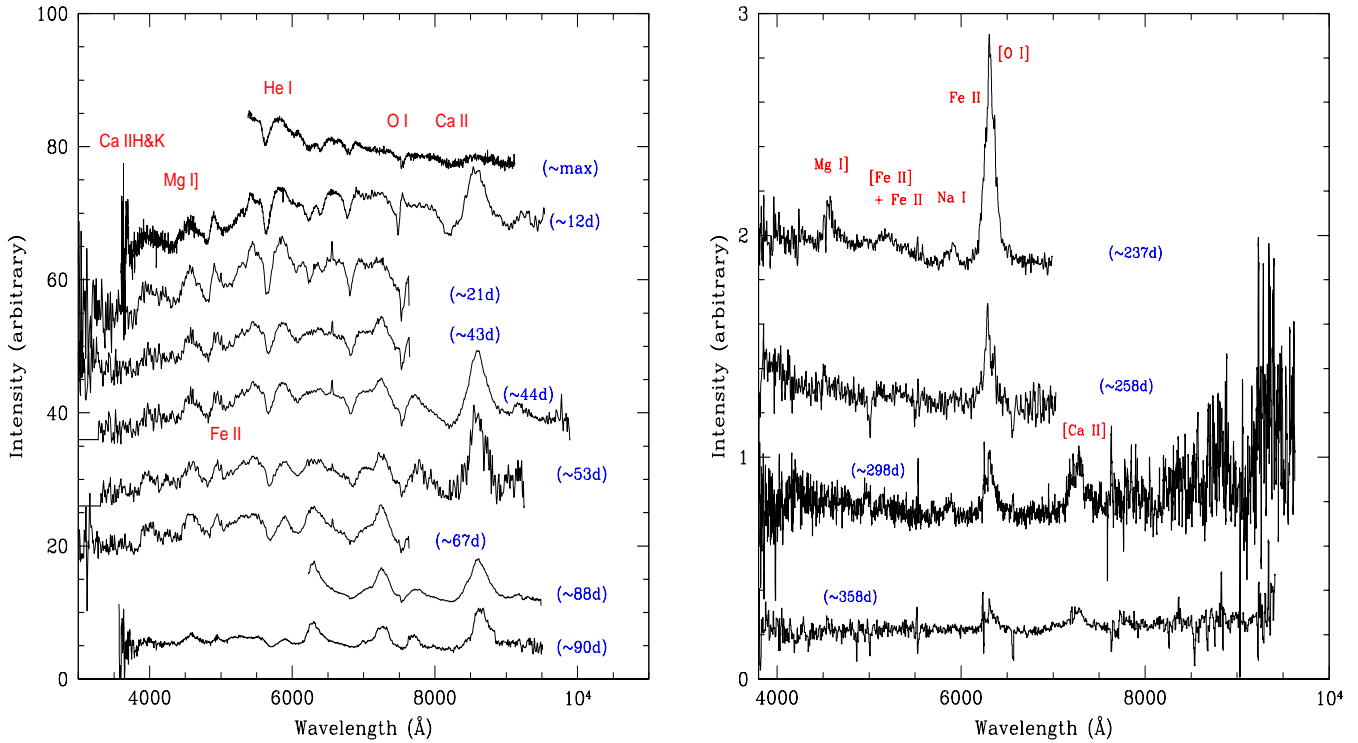 100
80
60
40
20
0
Intensity (arbitrary)
He I
O I
Ca II
Ca IIH&K
Mg I]
Fe II
(~max)
(~12d)
(~21d)
(~43d)
(~44d)
(~53d)
(~67d)
(~88d)
(~90d)
4000
6000
8000
10⁴
Wavelength (Å)
3
2
1
0
Intensity (arbitrary)
[O I]
Fe II
Mg I]
[Fe II]
+ Fe II
Na I
(~237d)
(~258d)
[Ca II]
(~298d)
(~358d)
4000
6000
8000
10⁴
Wavelength (Å)